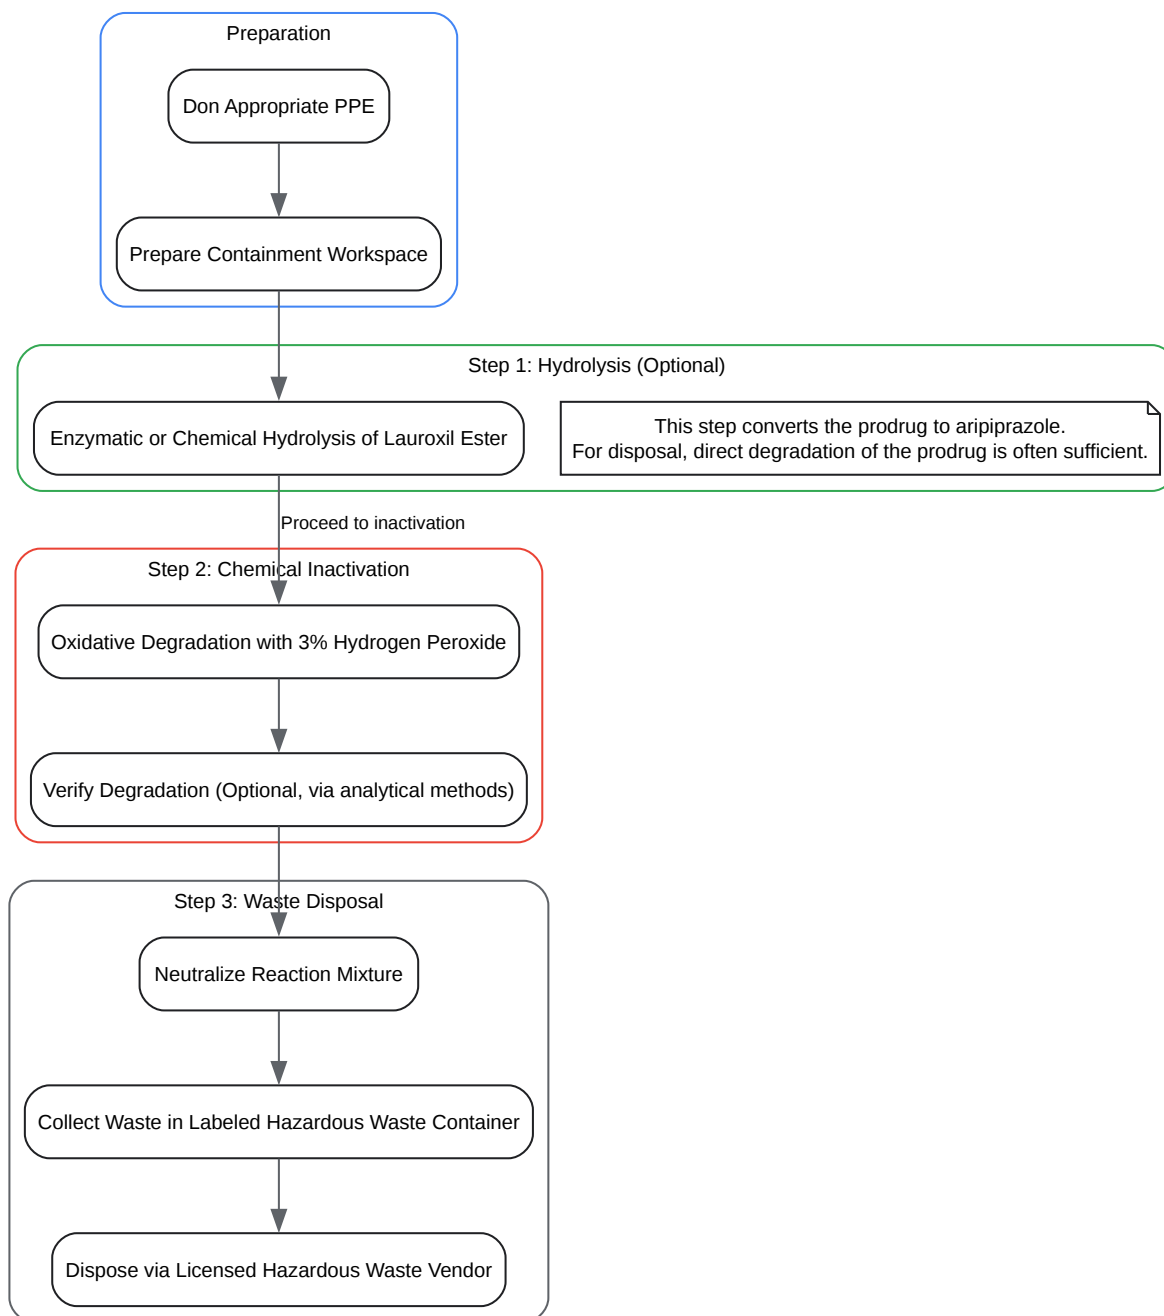 Preparation
Don Appropriate PPE
Prepare Containment Workspace
Step 1: Hydrolysis (Optional)
Enzymatic or Chemical Hydrolysis of Lauroxil Ester
This step converts the prodrug to aripiprazole.
For disposal, direct degradation of the prodrug is often sufficient.
Proceed to inactivation
Step 2: Chemical Inactivation
Oxidative Degradation with 3% Hydrogen Peroxide
Verify Degradation (Optional, via analytical methods)
Step 3: Waste Disposal
Neutralize Reaction Mixture
Collect Waste in Labeled Hazardous Waste Container
Dispose via Licensed Hazardous Waste Vendor